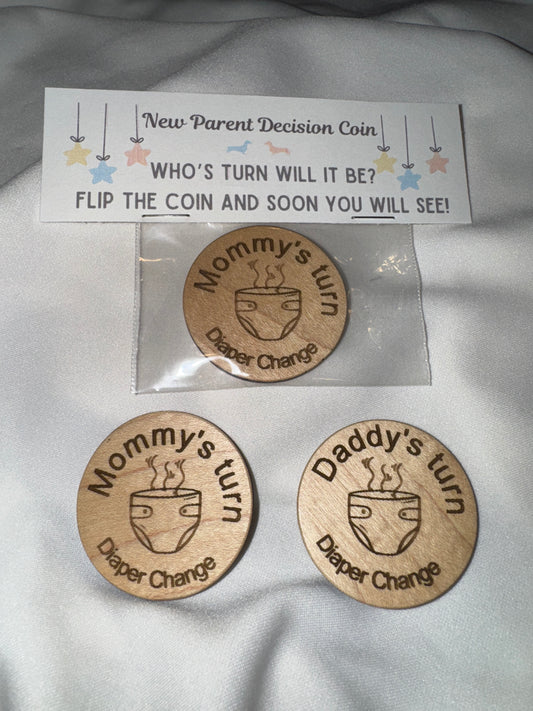 New Parent Decision Coin
WHO'S TURN WILL IT BE?
FLIP THE COIN AND SOON YOU WILL SEE!
Mommy's turn
Diaper Change
Mommy's turn
Diaper Change
Daddy's turn
Diaper Change